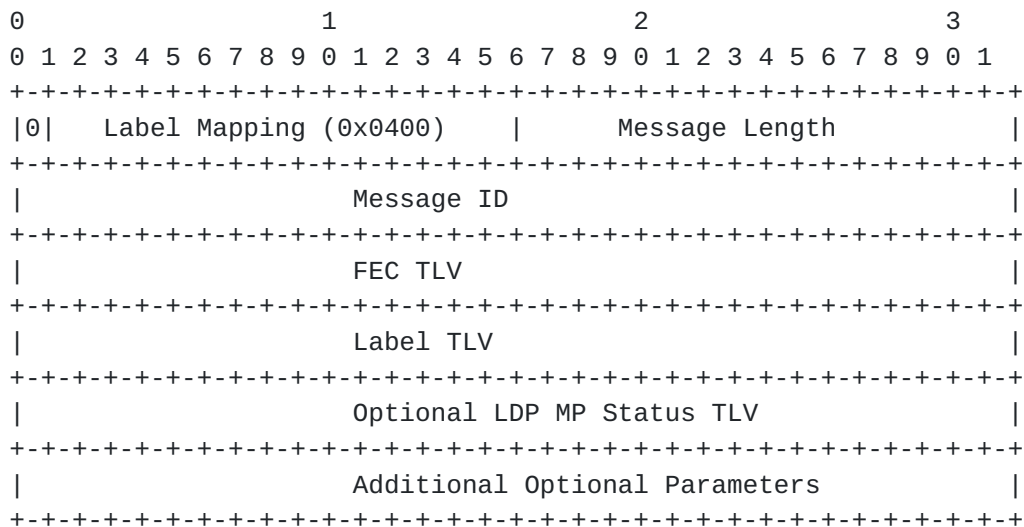 0                   1                   2                   3
0 1 2 3 4 5 6 7 8 9 0 1 2 3 4 5 6 7 8 9 0 1 2 3 4 5 6 7 8 9 0 1
+-+-+-+-+-+-+-+-+-+-+-+-+-+-+-+-+-+-+-+-+-+-+-+-+-+-+-+-+-+-+-+-+
|0|   Label Mapping (0x0400)    |      Message Length           |
+-+-+-+-+-+-+-+-+-+-+-+-+-+-+-+-+-+-+-+-+-+-+-+-+-+-+-+-+-+-+-+-+
|                     Message ID                                |
+-+-+-+-+-+-+-+-+-+-+-+-+-+-+-+-+-+-+-+-+-+-+-+-+-+-+-+-+-+-+-+-+
|                     FEC TLV                                   |
+-+-+-+-+-+-+-+-+-+-+-+-+-+-+-+-+-+-+-+-+-+-+-+-+-+-+-+-+-+-+-+-+
|                     Label TLV                                 |
+-+-+-+-+-+-+-+-+-+-+-+-+-+-+-+-+-+-+-+-+-+-+-+-+-+-+-+-+-+-+-+-+
|                     Optional LDP MP Status TLV                |
+-+-+-+-+-+-+-+-+-+-+-+-+-+-+-+-+-+-+-+-+-+-+-+-+-+-+-+-+-+-+-+-+
|                     Additional Optional Parameters            |
+-+-+-+-+-+-+-+-+-+-+-+-+-+-+-+-+-+-+-+-+-+-+-+-+-+-+-+-+-+-+-+-+